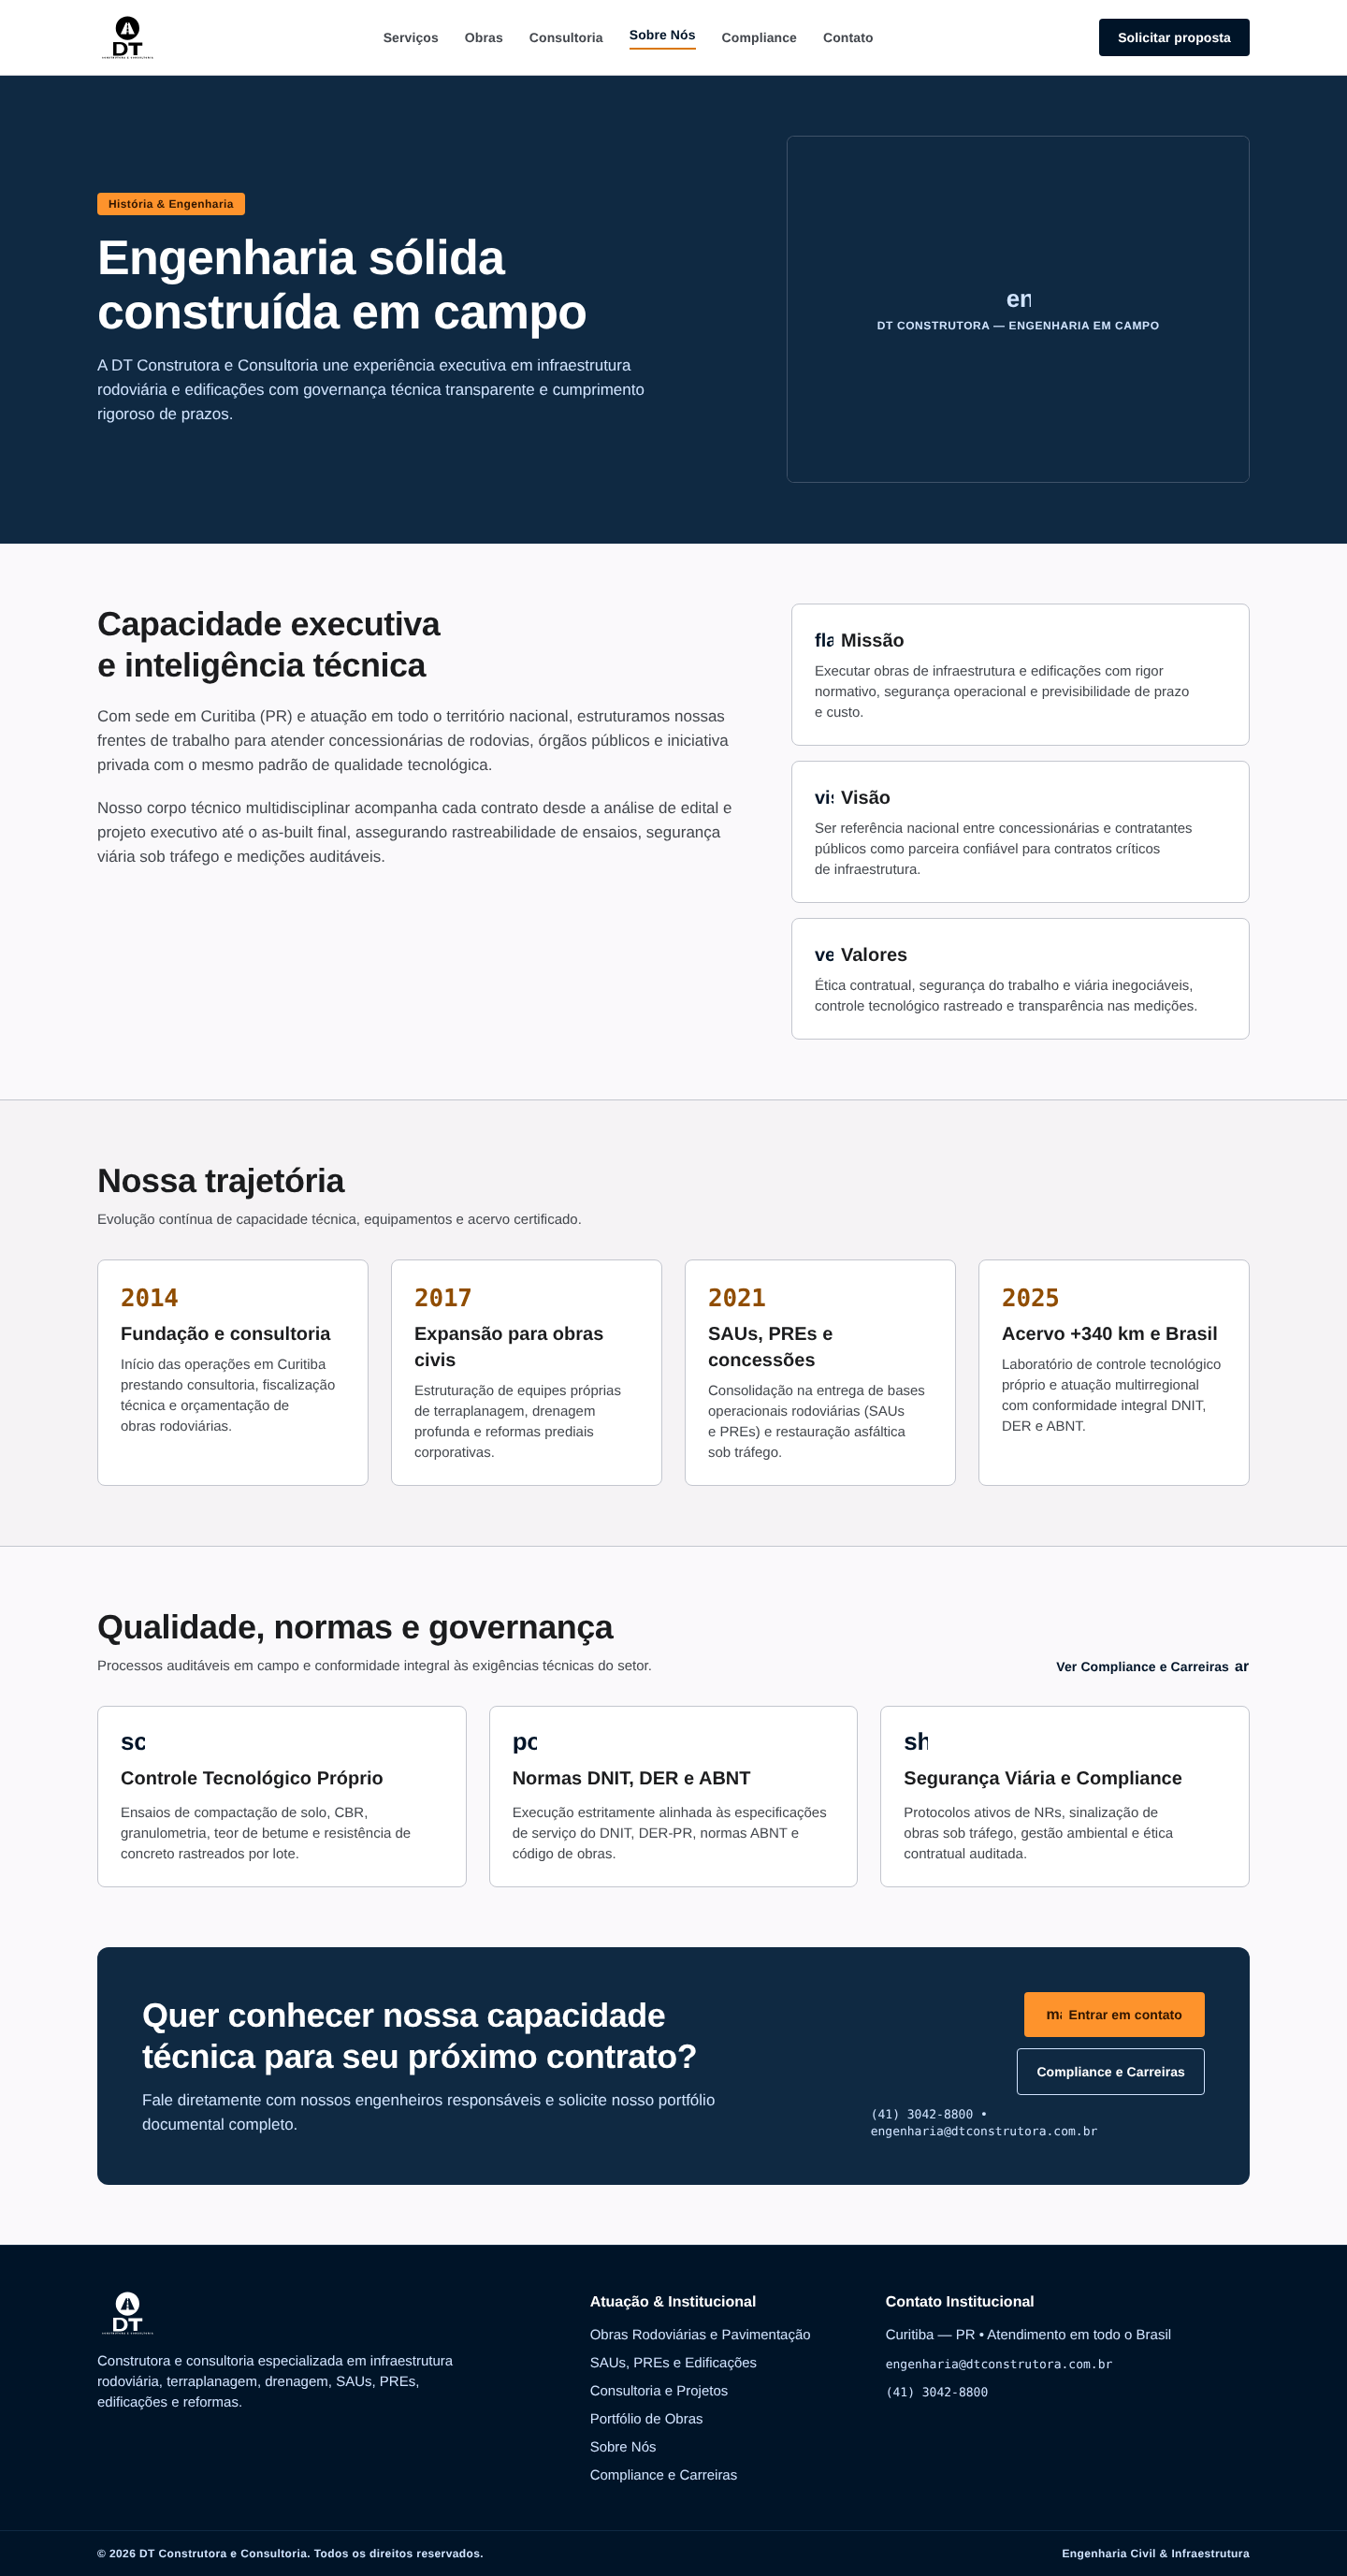 DT
Serviços
Obras
Consultoria
Sobre Nós
Compliance
Contato
Solicitar proposta
História & Engenharia
Engenharia sólida
construída em campo
A DT Construtora e Consultoria une experiência executiva em infraestrutura
rodoviária e edificações com governança técnica transparente e cumprimento
rigoroso de prazos.
en
DT CONSTRUTORA — ENGENHARIA EM CAMPO
Capacidade executiva
e inteligência técnica
Com sede em Curitiba (PR) e atuação em todo o território nacional, estruturamos nossas
frentes de trabalho para atender concessionárias de rodovias, órgãos públicos e iniciativa
privada com o mesmo padrão de qualidade tecnológica.
Nosso corpo técnico multidisciplinar acompanha cada contrato desde a análise de edital e
projeto executivo até o as-built final, assegurando rastreabilidade de ensaios, segurança
viária sob tráfego e medições auditáveis.
fla Missão
Executar obras de infraestrutura e edificações com rigor
normativo, segurança operacional e previsibilidade de prazo
e custo.
vis Visão
Ser referência nacional entre concessionárias e contratantes
públicos como parceira confiável para contratos críticos
de infraestrutura.
ve Valores
Ética contratual, segurança do trabalho e viária inegociáveis,
controle tecnológico rastreado e transparência nas medições.
Nossa trajetória
Evolução contínua de capacidade técnica, equipamentos e acervo certificado.
2014
Fundação e consultoria
Início das operações em Curitiba
prestando consultoria, fiscalização
técnica e orçamentação de
obras rodoviárias.
2017
Expansão para obras
civis
Estruturação de equipes próprias
de terraplanagem, drenagem
profunda e reformas prediais
corporativas.
2021
SAUs, PREs e
concessões
Consolidação na entrega de bases
operacionais rodoviárias (SAUs
e PREs) e restauração asfáltica
sob tráfego.
2025
Acervo +340 km e Brasil
Laboratório de controle tecnológico
próprio e atuação multirregional
com conformidade integral DNIT,
DER e ABNT.
Qualidade, normas e governança
Processos auditáveis em campo e conformidade integral às exigências técnicas do setor.
Ver Compliance e Carreiras ar
sc
Controle Tecnológico Próprio
Ensaios de compactação de solo, CBR,
granulometria, teor de betume e resistência de
concreto rastreados por lote.
po
Normas DNIT, DER e ABNT
Execução estritamente alinhada às especificações
de serviço do DNIT, DER-PR, normas ABNT e
código de obras.
sh
Segurança Viária e Compliance
Protocolos ativos de NRs, sinalização de
obras sob tráfego, gestão ambiental e ética
contratual auditada.
Quer conhecer nossa capacidade
técnica para seu próximo contrato?
Fale diretamente com nossos engenheiros responsáveis e solicite nosso portfólio
documental completo.
ma Entrar em contato
Compliance e Carreiras
(41) 3042-8800 •
engenharia@dtconstrutora.com.br
DT
Construtora e consultoria especializada em infraestrutura
rodoviária, terraplanagem, drenagem, SAUs, PREs,
edificações e reformas.
Atuação & Institucional
Obras Rodoviárias e Pavimentação
SAUs, PREs e Edificações
Consultoria e Projetos
Portfólio de Obras
Sobre Nós
Compliance e Carreiras
Contato Institucional
Curitiba — PR • Atendimento em todo o Brasil
engenharia@dtconstrutora.com.br
(41) 3042-8800
© 2026 DT Construtora e Consultoria. Todos os direitos reservados.
Engenharia Civil & Infraestrutura